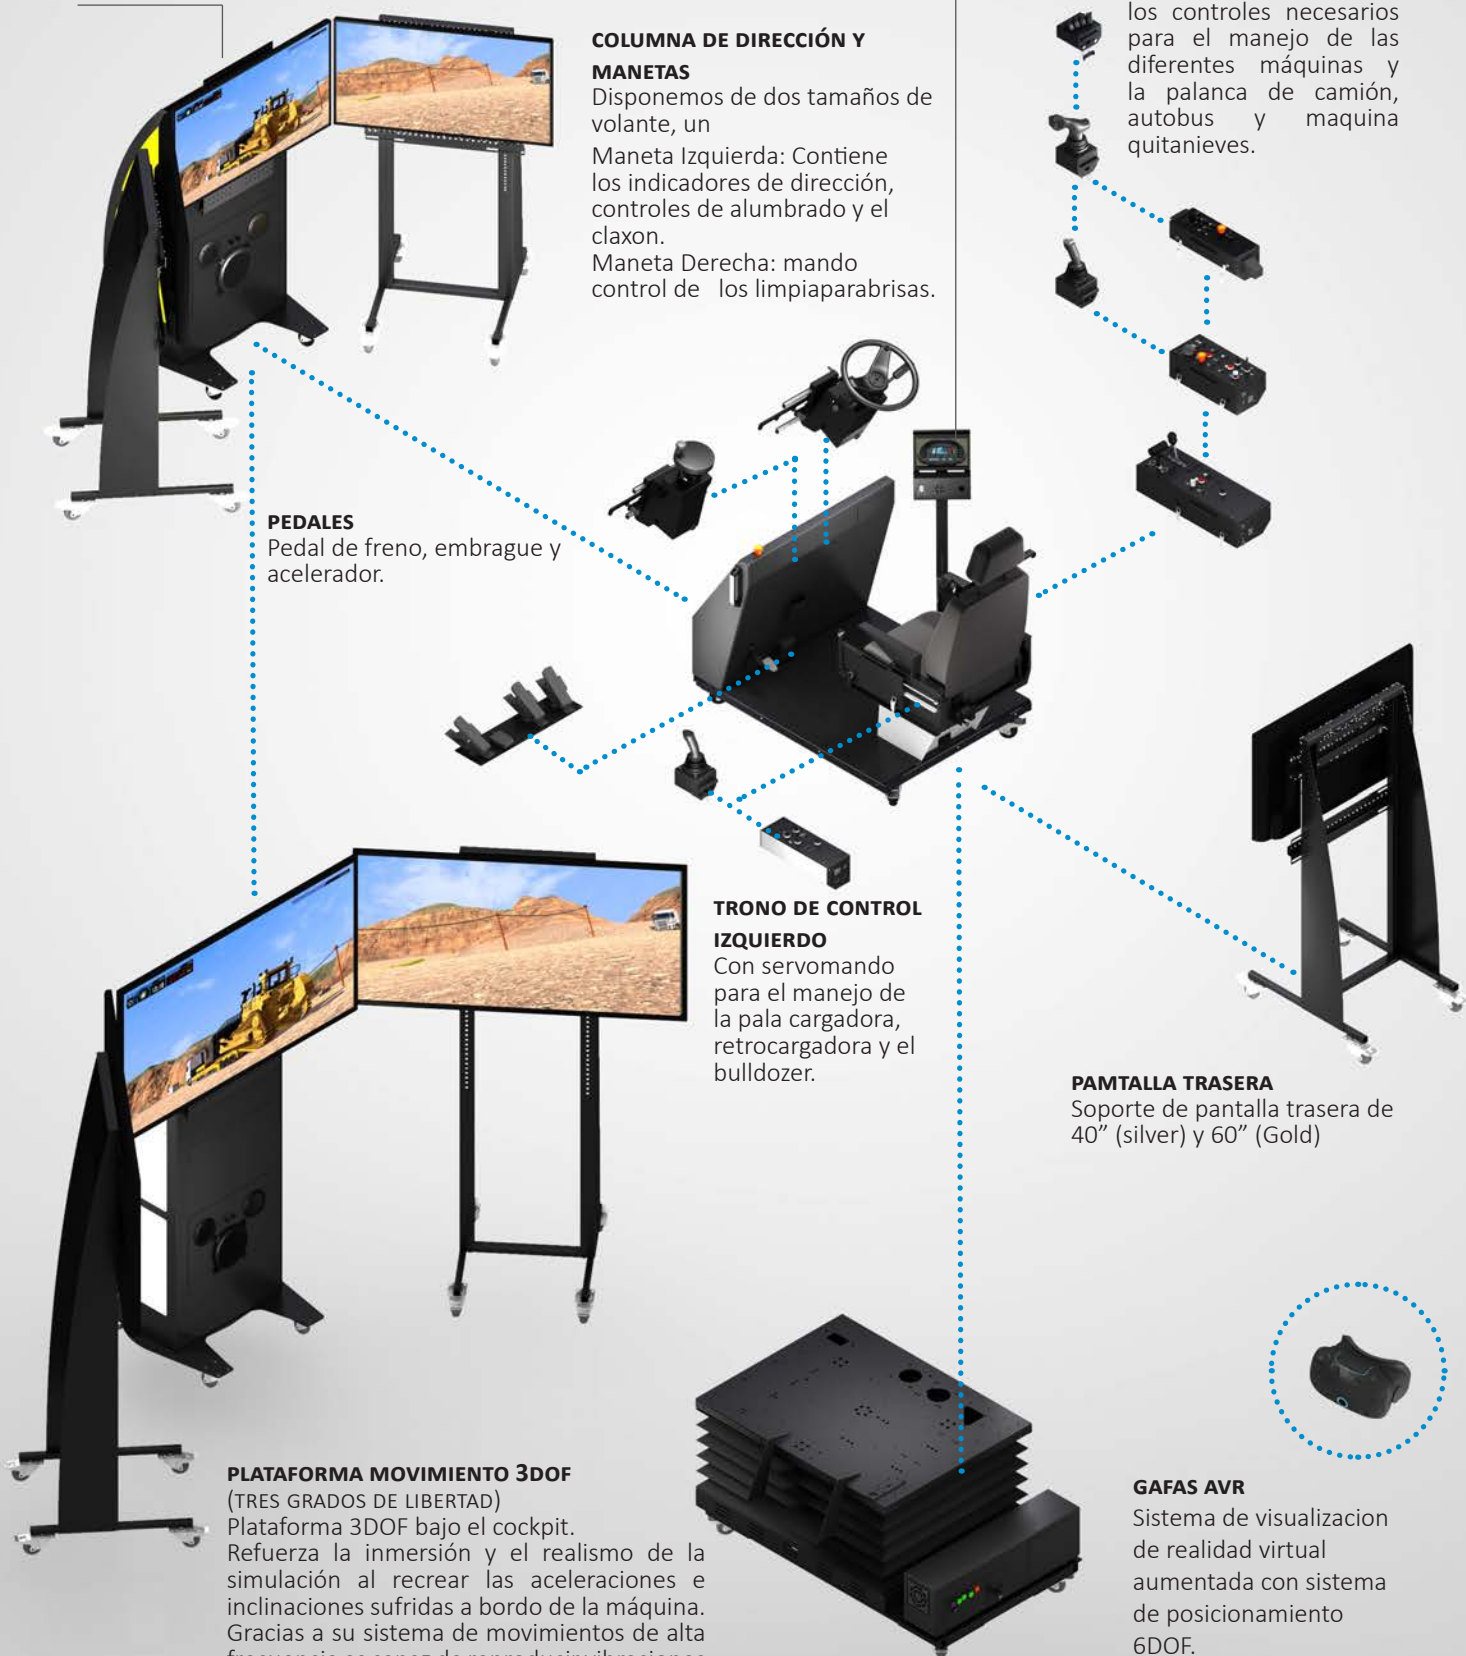 COLUMNA DE DIRECCIÓN Y
MANETAS
Disponemos de dos tamaños de
volante, un
Maneta Izquierda: Contiene
los indicadores de dirección,
controles de alumbrado y el
claxon.
Maneta Derecha: mando
control de los limpiaparabrisas.
los controles necesarios
para el manejo de las
diferentes máquinas y
la palanca de camión,
autobus y maquina
quitanieves.
PEDALES
Pedal de freno, embrague y
acelerador.
TRONO DE CONTROL
IZQUIERDO
Con servomando
para el manejo de
la pala cargadora,
retrocargadora y el
bulldozer.
PAMTALLA TRASERA
Soporte de pantalla trasera de
40” (silver) y 60” (Gold)
PLATAFORMA MOVIMIENTO 3DOF
(TRES GRADOS DE LIBERTAD)
Plataforma 3DOF bajo el cockpit.
Refuerza la inmersión y el realismo de la
simulación al recrear las aceleraciones e
inclinaciones sufridas a bordo de la máquina.
Gracias a su sistema de movimientos de alta
frecuencia es capaz de reproducir vibraciones
GAFAS AVR
Sistema de visualizacion
de realidad virtual
aumentada con sistema
de posicionamiento
6DOF.